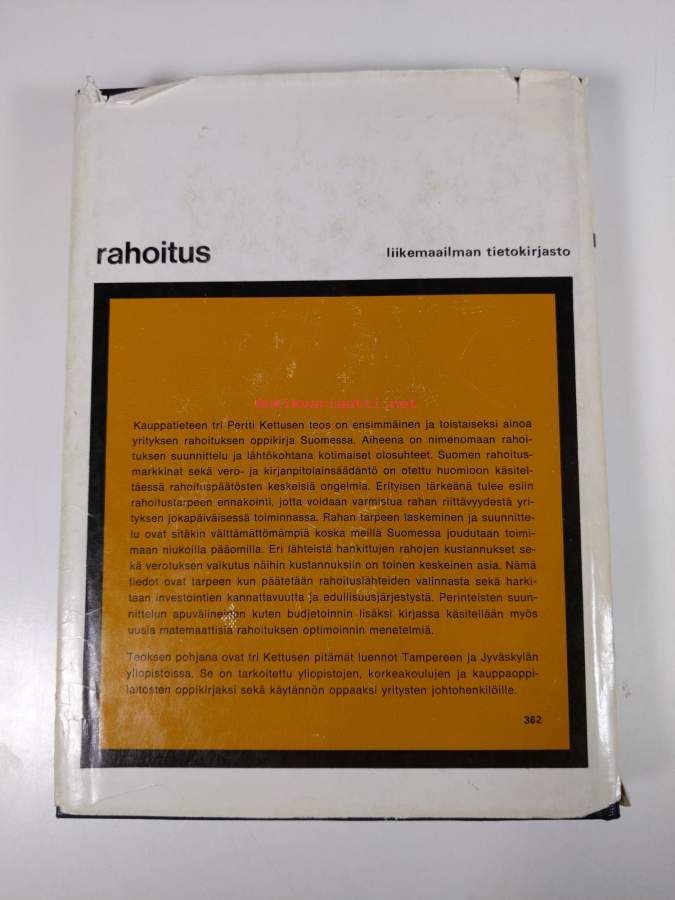 rahoitus
liikemaailman tietokirjasto
Antikvariaatti.net
Kauppatieteen tri Pertti Kettusen teos on ensimmäinen ja toistaiseksi ainoa
yrityksen rahoituksen oppikirja Suomessa. Aiheena on nimenomaan rahoi-
tuksen suunnittelu ja lähtökohtana kotimaiset olosuhteet. Suomen rahoitus-
markkinat sekä vero- ja kirjanpitolainsäädäntö on otettu huomioon käsitel-
täessä rahoituspäätösten keskeisiä ongelmia. Erityisen tärkeänä tulee esiin
rahoitustarpeen ennakointi, jotta voidaan varmistua rahan riittävyydestä yri-
tyksen jokapäiväisessä toiminnassa. Rahan tarpeen laskeminen ja suunnitte-
lu ovat sitäkin välttämättömämpiä koska meillä Suomessa joudutaan toimi-
maan niukoilla pääomilla. Eri lähteistä hankittujen rahojen kustannukset se-
kä verotuksen vaikutus näihin kustannuksiin on toinen keskeinen asia. Nämä
tiedot ovat tarpeen kun päätetään rahoituslähteiden valinnasta sekä harki-
taan investointien kannattavuutta ja edullisuusjärjestystä. Perinteisten suun-
nittelun apuvälineiden kuten budjetoinnin lisäksi kirjassa käsitellään myös
uusia matemaattisia rahoituksen optimoinnin menetelmiä.
Teoksen pohjana ovat tri Kettusen pitämät luennot Tampereen ja Jyväskylän
yliopistoissa. Se on tarkoitettu yliopistojen, korkeakoulujen ja kauppaoppi-
laitosten oppikirjaksi sekä käytännön oppaaksi yritysten johtohenkilöille.
362